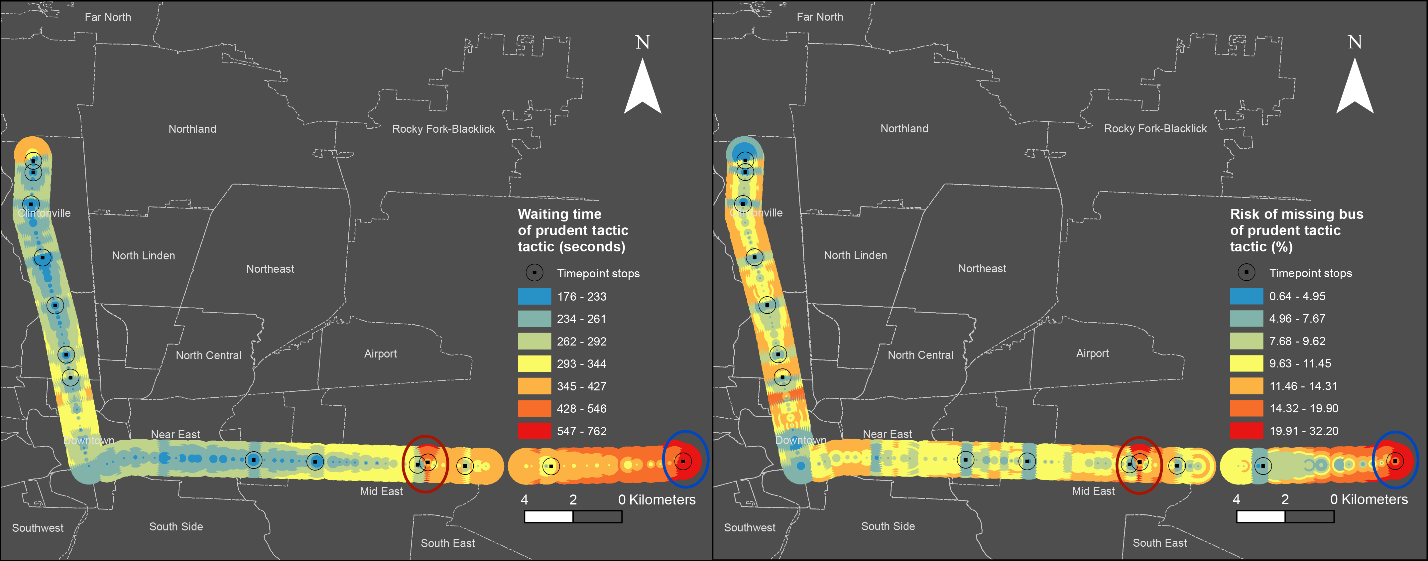 Far North
N
Northland
Rocky Fork-Blacklick
Clintonville
Waiting time
of prudent tactic
tactic (seconds)
Timepoint stops
176 - 233
234 - 261
262 - 292
293 - 344
345 - 427
428 - 546
547 - 762
North Linden
Northeast
North Central
Airport
Near East
Downtown
Mid East
4 2 0 Kilometers
Southwest
South Side
South East
Far North
N
Northland
Rocky Fork-Blacklick
Clintonville
Risk of missing bus
of prudent tactic
tactic (%)
Timepoint stops
0.64 - 4.95
4.96 - 7.67
7.68 - 9.62
9.63 - 11.45
11.46 - 14.31
14.32 - 19.90
19.91 - 32.20
North Linden
Northeast
North Central
Airport
Near East
Downtown
Mid East
4 2 0 Kilometers
Southwest
South Side
South East